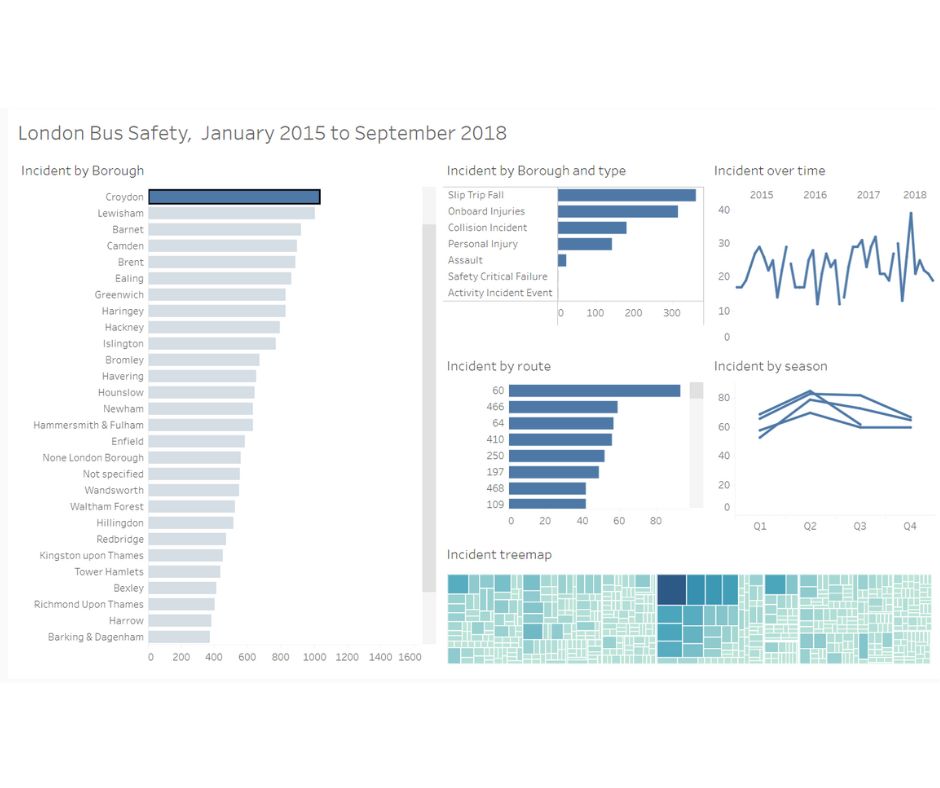 London Bus Safety, January 2015 to September 2018
Incident by Borough
Croydon
Lewisham
Barnet
Camden
Brent
Ealing
Greenwich
Haringey
Hackney
Islington
Bromley
Havering
Hounslow
Newham
Hammersmith & Fulham
Enfield
None London Borough
Not specified
Wandsworth
Waltham Forest
Hillingdon
Redbridge
Kingston upon Thames
Tower Hamlets
Bexley
Richmond Upon Thames
Harrow
Barking & Dagenham
0 200 400 600 800 1000 1200 1400 1600
Incident by Borough and type
Slip Trip Fall
Onboard Injuries
Collision Incident
Personal Injury
Assault
Safety Critical Failure
Activity Incident Event
0 100 200 300
Incident over time
2015 2016 2017 2018
40
30
20
10
0
Incident by route
60
466
64
410
250
197
468
109
0 20 40 60 80
Incident by season
80
60
40
20
0
Q1 Q2 Q3 Q4
Incident treemap